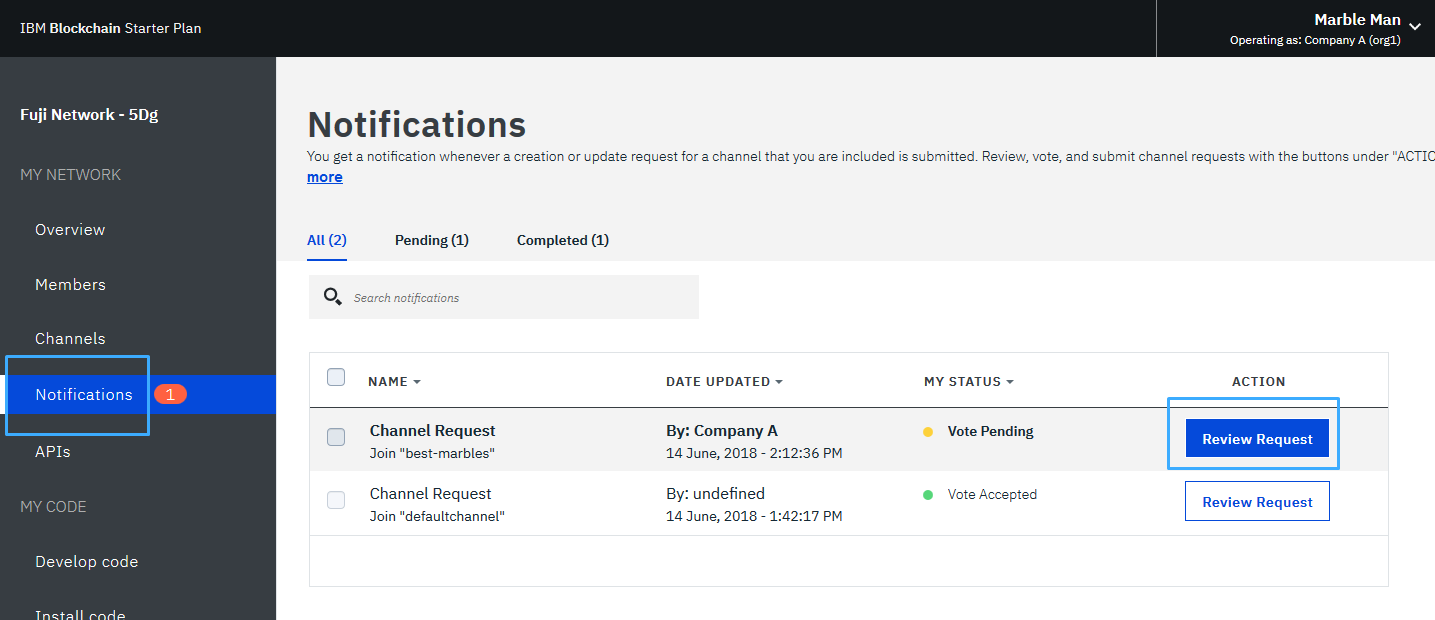 IBM Blockchain Starter Plan
Marble Man
Operating as: Company A (org1)
Fuji Network - 5Dg
MY NETWORK
Overview
Members
Channels
Notifications 1
APIs
MY CODE
Develop code
Install code
Notifications
You get a notification whenever a creation or update request for a channel that you are included is submitted. Review, vote, and submit channel requests with the buttons under "ACTIO
more
All (2) Pending (1) Completed (1)
Search notifications
NAME DATE UPDATED MY STATUS ACTION
Channel Request By: Company A Vote Pending Review Request
Join "best-marbles" 14 June, 2018 - 2:12:36 PM
Channel Request By: undefined Vote Accepted Review Request
Join "defaultchannel" 14 June, 2018 - 1:42:17 PM